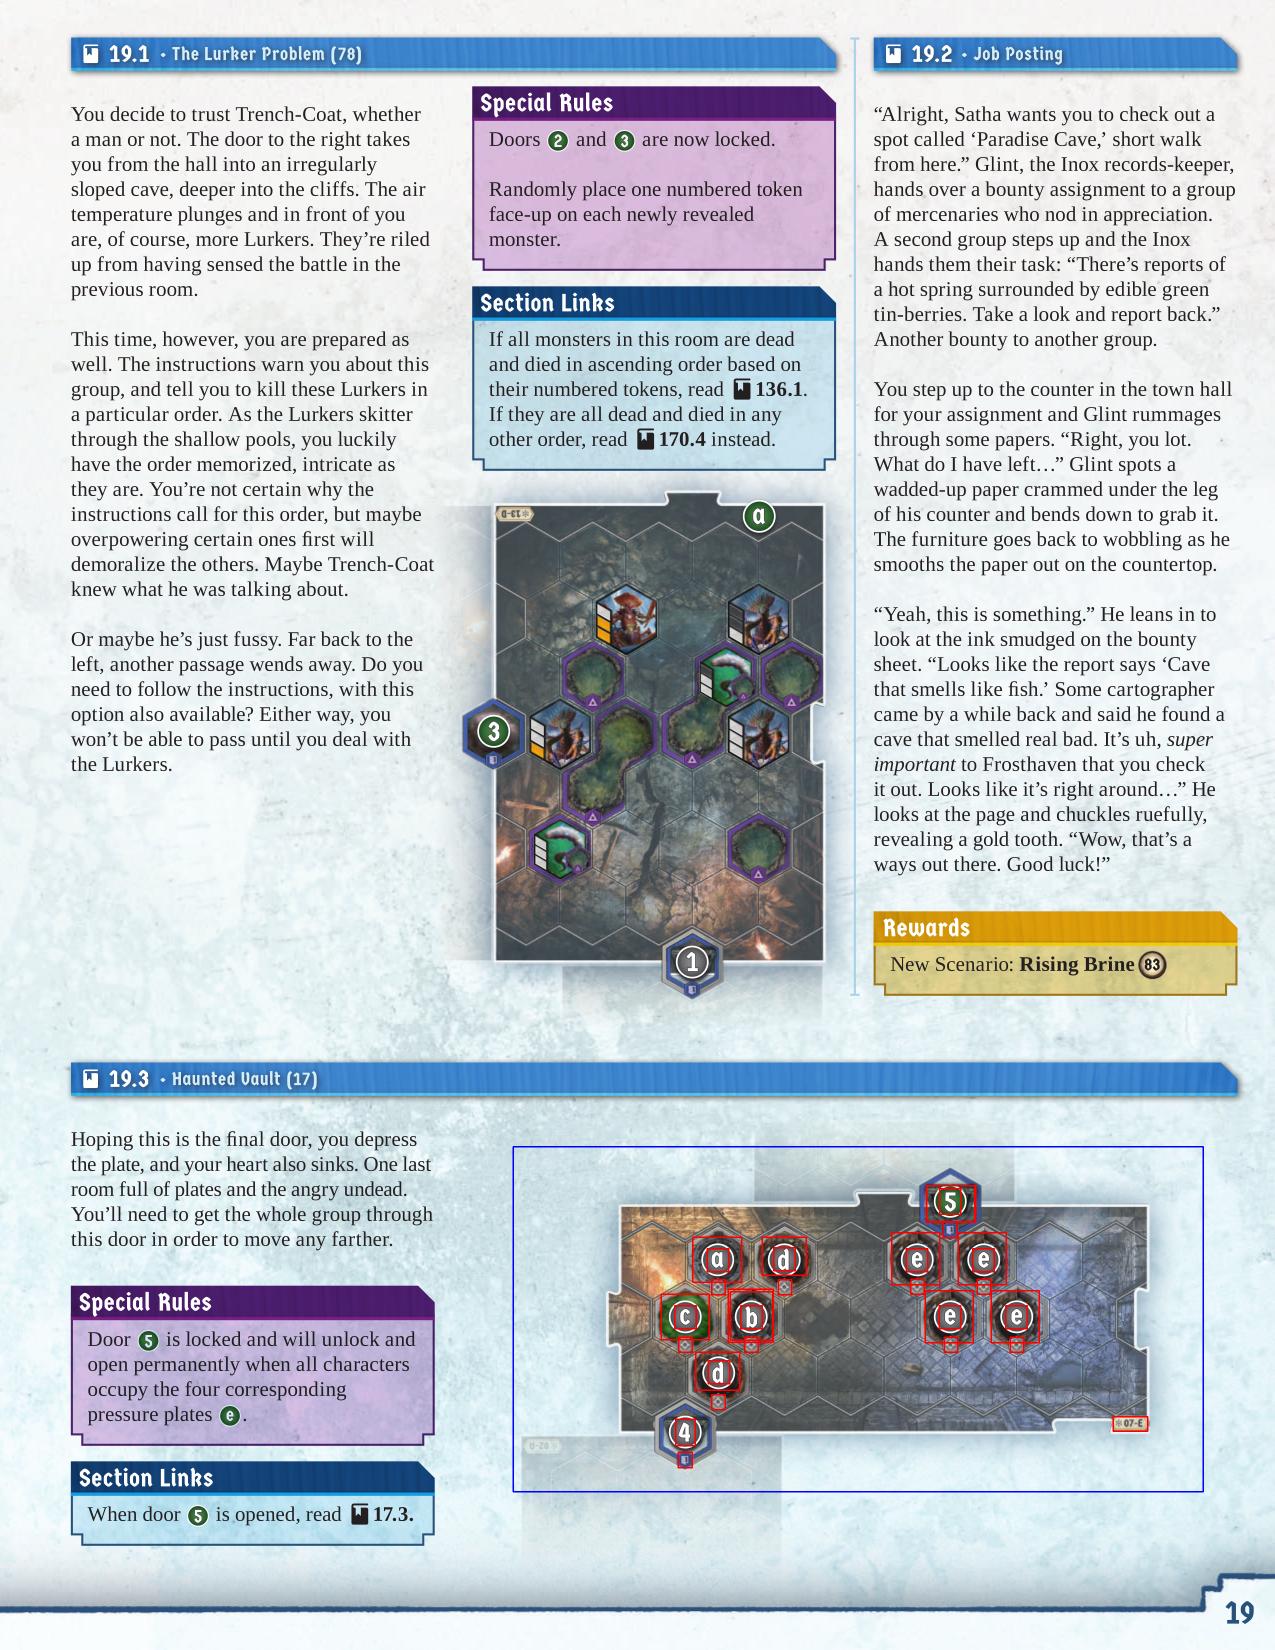 19.1 • The Lurker Problem (78)
You decide to trust Trench-Coat, whether
a man or not. The door to the right takes
you from the hall into an irregularly
sloped cave, deeper into the cliffs. The air
temperature plunges and in front of you
are, of course, more Lurkers. They’re riled
up from having sensed the battle in the
previous room.
This time, however, you are prepared as
well. The instructions warn you about this
group, and tell you to kill these Lurkers in
a particular order. As the Lurkers skitter
through the shallow pools, you luckily
have the order memorized, intricate as
they are. You’re not certain why the
instructions call for this order, but maybe
overpowering certain ones first will
demoralize the others. Maybe Trench-Coat
knew what he was talking about.
Or maybe he’s just fussy. Far back to the
left, another passage wends away. Do you
need to follow the instructions, with this
option also available? Either way, you
won’t be able to pass until you deal with
the Lurkers.
Special Rules
Doors 2 and 3 are now locked.
Randomly place one numbered token
face-up on each newly revealed
monster.
Section Links
If all monsters in this room are dead
and died in ascending order based on
their numbered tokens, read 136.1.
If they are all dead and died in any
other order, read 170.4 instead.
13-D
a
3
1
19.2 • Job Posting
“Alright, Satha wants you to check out a
spot called ‘Paradise Cave,’ short walk
from here.” Glint, the Inox records-keeper,
hands over a bounty assignment to a group
of mercenaries who nod in appreciation.
A second group steps up and the Inox
hands them their task: “There’s reports of
a hot spring surrounded by edible green
tin-berries. Take a look and report back.”
Another bounty to another group.
You step up to the counter in the town hall
for your assignment and Glint rummages
through some papers. “Right, you lot.
What do I have left…” Glint spots a
wadded-up paper crammed under the leg
of his counter and bends down to grab it.
The furniture goes back to wobbling as he
smooths the paper out on the countertop.
“Yeah, this is something.” He leans in to
look at the ink smudged on the bounty
sheet. “Looks like the report says ‘Cave
that smells like fish.’ Some cartographer
came by a while back and said he found a
cave that smelled real bad. It’s uh, super
important to Frosthaven that you check
it out. Looks like it’s right around…” He
looks at the page and chuckles ruefully,
revealing a gold tooth. “Wow, that’s a
ways out there. Good luck!”
Rewards
New Scenario: Rising Brine 83
19.3 • Haunted Vault (17)
Hoping this is the final door, you depress
the plate, and your heart also sinks. One last
room full of plates and the angry undead.
You’ll need to get the whole group through
this door in order to move any farther.
Special Rules
Door 5 is locked and will unlock and
open permanently when all characters
occupy the four corresponding
pressure plates e.
Section Links
When door 5 is opened, read 17.3.
5
a d e e
c b e e
d
4
07-E
02-D
19